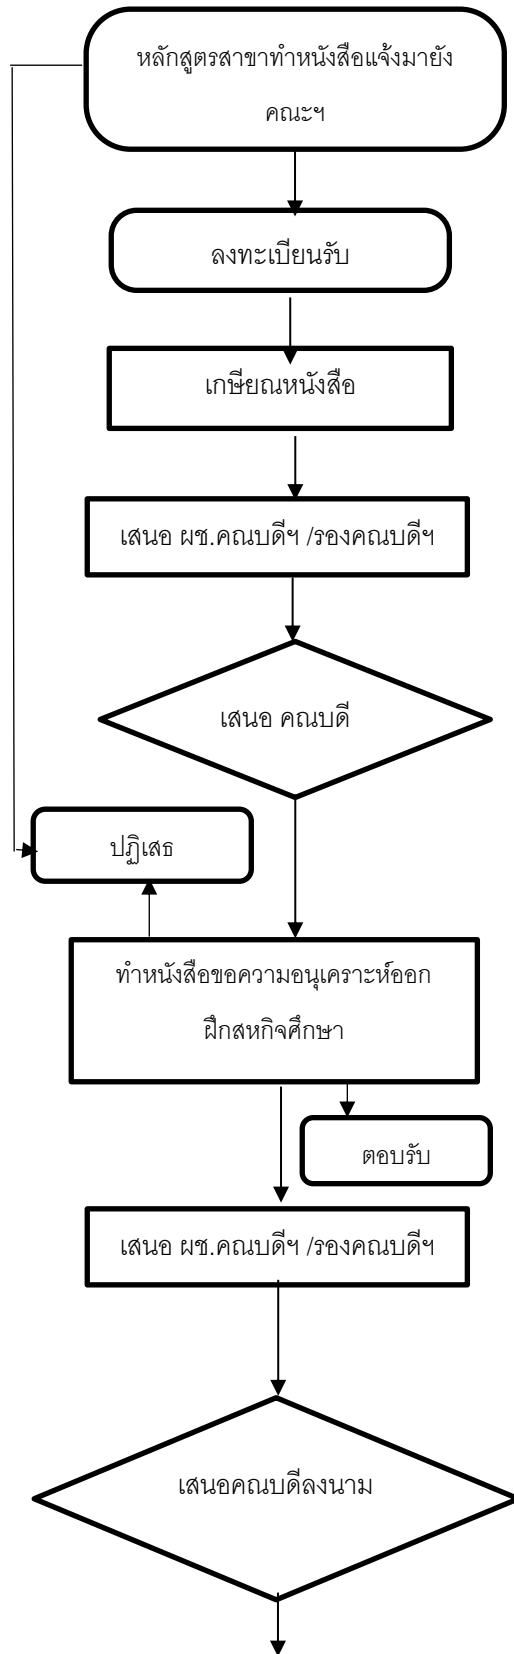 หลักสูตรสาขาทำหนังสือแจ้งมายัง
คณะฯ
ลงทะเบียนรับ
เกษียณหนังสือ
เสนอ ผช.คณบดีฯ /รองคณบดีฯ
เสนอ คณบดี
ปฏิเสธ
ทำหนังสือขอความอนุเคราะห์ออก
ฝึกสหกิจศึกษา
ตอบรับ
เสนอ ผช.คณบดีฯ /รองคณบดีฯ
เสนอคณบดีลงนาม